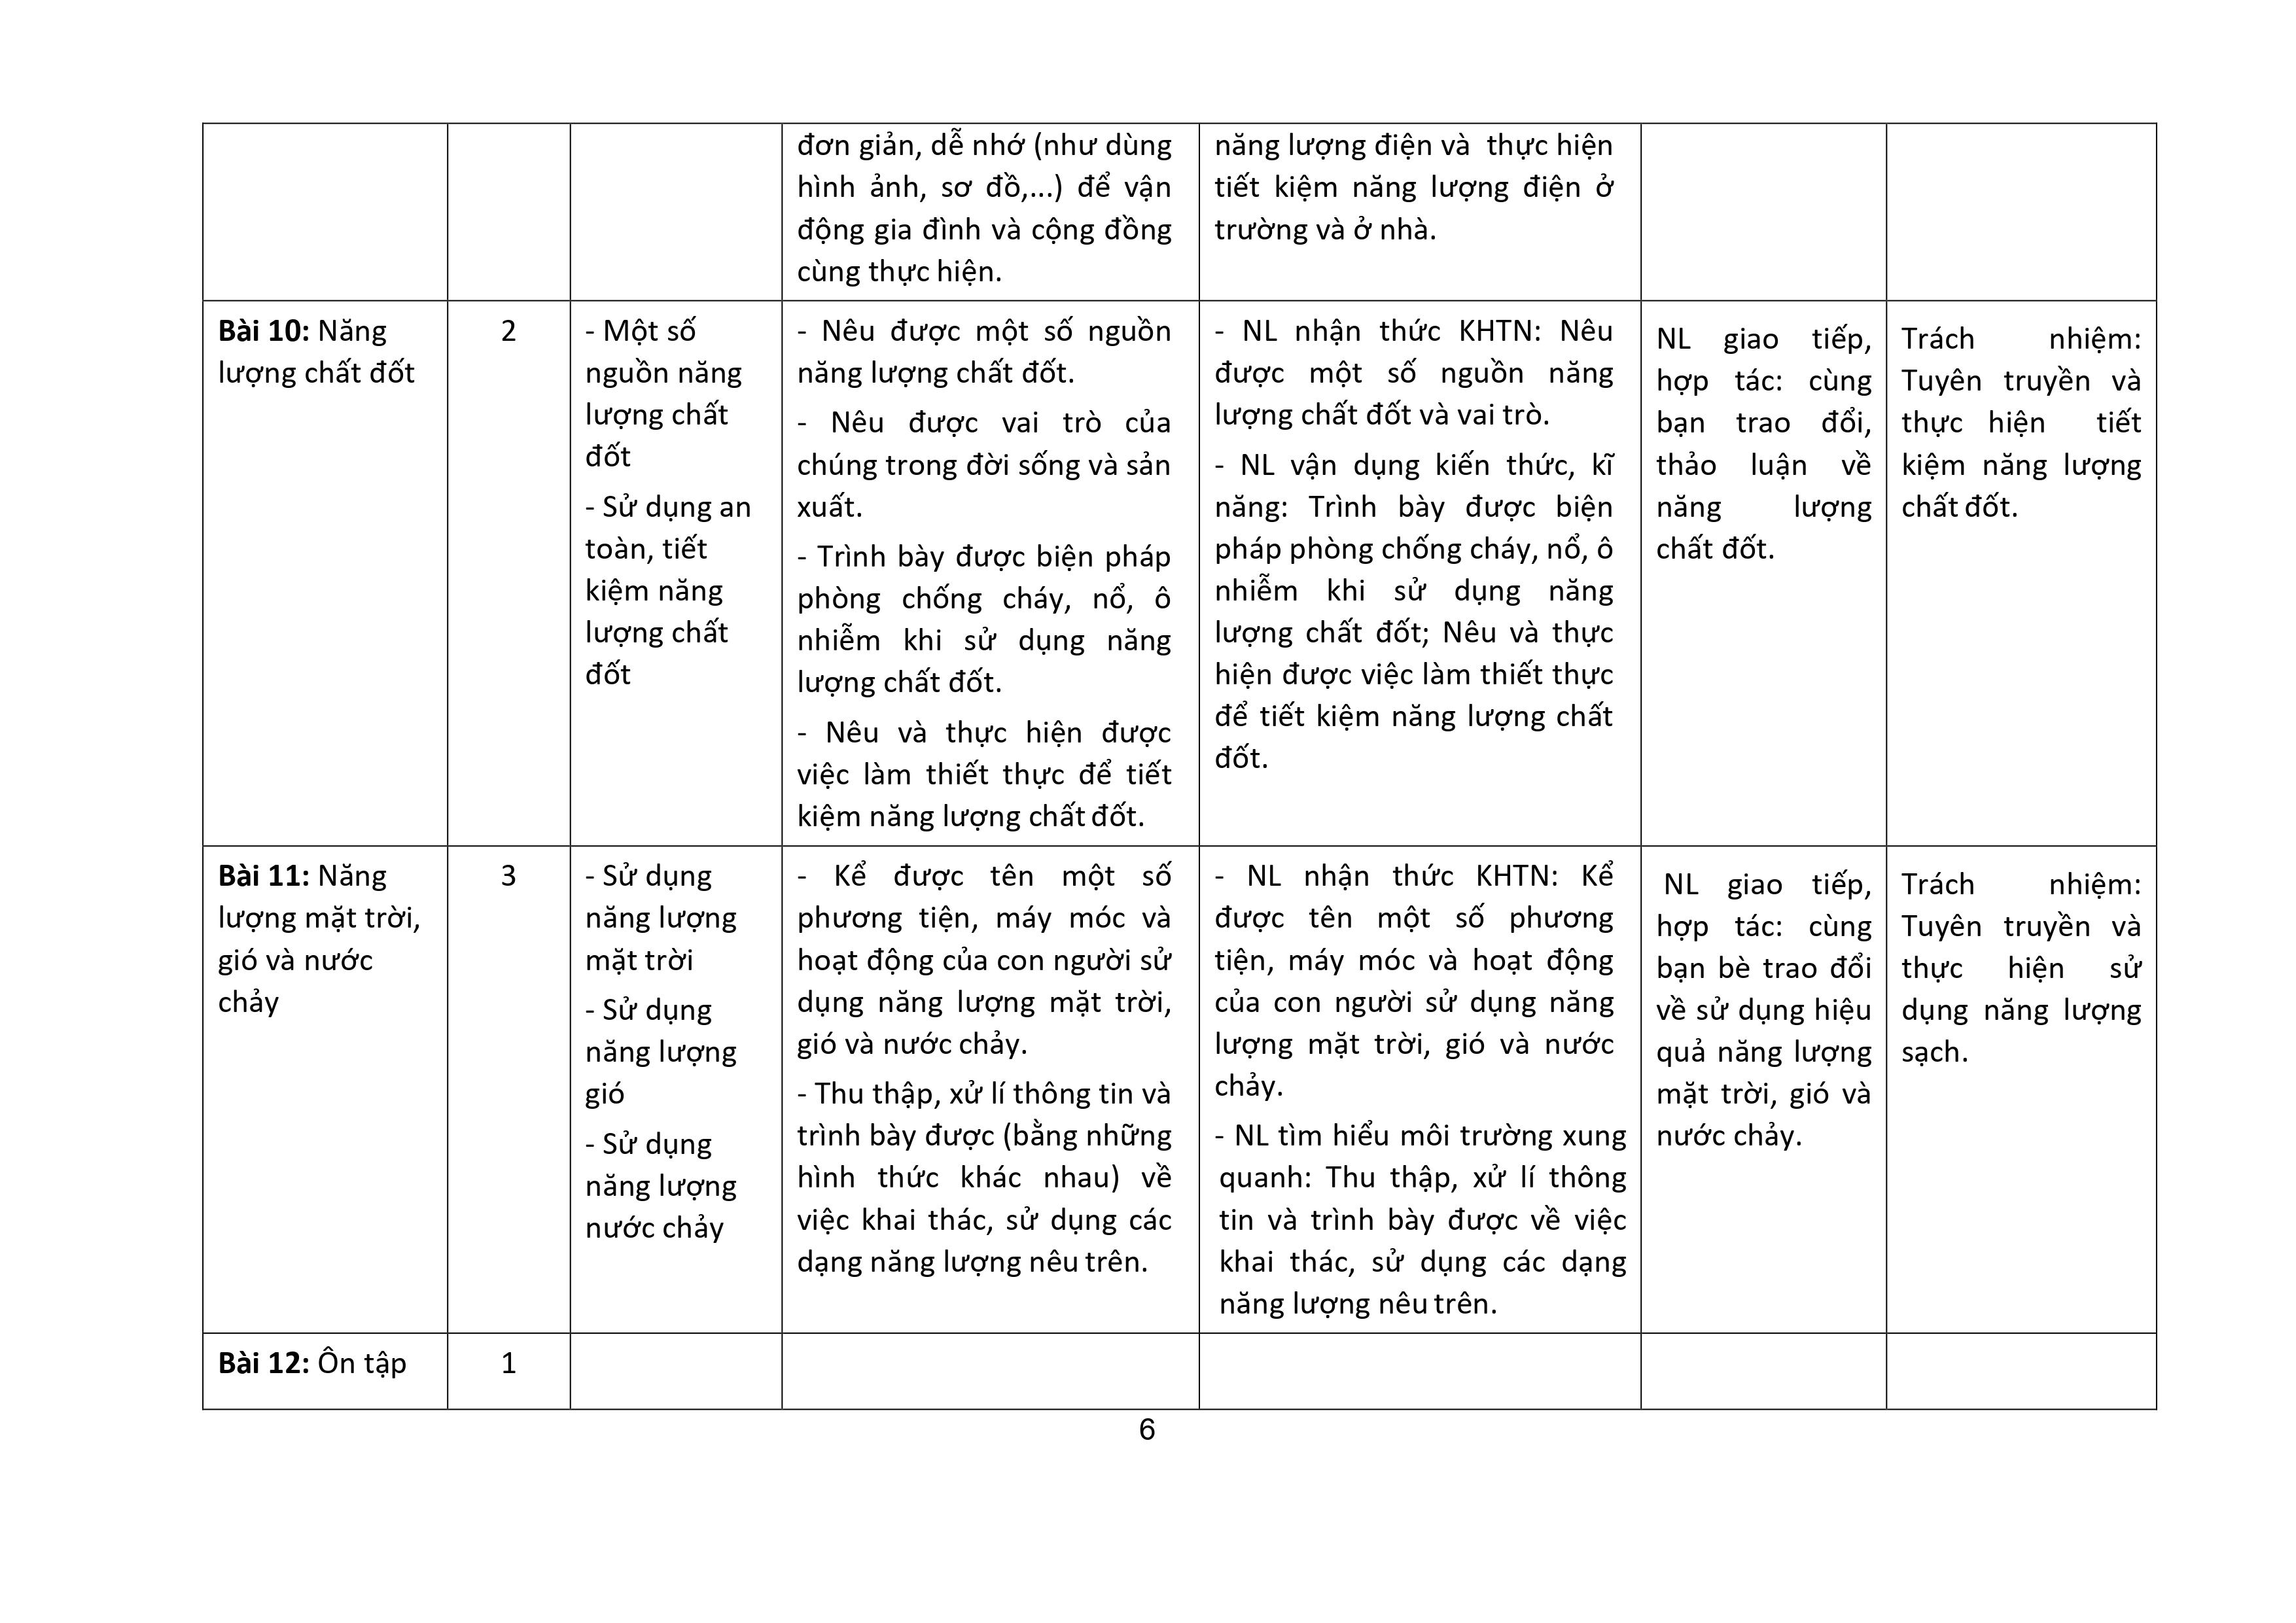 đơn giản, dễ nhớ (như dùng
hình ảnh, sơ đồ,...) để vận
động gia đình và cộng đồng
cùng thực hiện.
năng lượng điện và thực hiện
tiết kiệm năng lượng điện ở
trường và ở nhà.
Bài 10: Năng
lượng chất đốt
2
- Một số
nguồn năng
lượng chất
đốt
- Sử dụng an
toàn, tiết
kiệm năng
lượng chất
đốt
- Nêu được một số nguồn
năng lượng chất đốt.
- Nêu được vai trò của
chúng trong đời sống và sản
xuất.
- Trình bày được biện pháp
phòng chống cháy, nổ, ô
nhiễm khi sử dụng năng
lượng chất đốt.
- Nêu và thực hiện được
việc làm thiết thực để tiết
kiệm năng lượng chất đốt.
- NL nhận thức KHTN: Nêu
được một số nguồn năng
lượng chất đốt và vai trò.
- NL vận dụng kiến thức, kĩ
năng: Trình bày được biện
pháp phòng chống cháy, nổ, ô
nhiễm khi sử dụng năng
lượng chất đốt; Nêu và thực
hiện được việc làm thiết thực
để tiết kiệm năng lượng chất
đốt.
NL giao tiếp,
hợp tác: cùng
bạn trao đổi,
thảo luận về
năng lượng
chất đốt.
Trách nhiệm:
Tuyên truyền và
thực hiện tiết
kiệm năng lượng
chất đốt.
Bài 11: Năng
lượng mặt trời,
gió và nước
chảy
3
- Sử dụng
năng lượng
mặt trời
- Sử dụng
năng lượng
gió
- Sử dụng
năng lượng
nước chảy
- Kể được tên một số
phương tiện, máy móc và
hoạt động của con người sử
dụng năng lượng mặt trời,
gió và nước chảy.
- Thu thập, xử lí thông tin và
trình bày được (bằng những
hình thức khác nhau) về
việc khai thác, sử dụng các
dạng năng lượng nêu trên.
- NL nhận thức KHTN: Kể
được tên một số phương
tiện, máy móc và hoạt động
của con người sử dụng năng
lượng mặt trời, gió và nước
chảy.
- NL tìm hiểu môi trường xung
quanh: Thu thập, xử lí thông
tin và trình bày được về việc
khai thác, sử dụng các dạng
năng lượng nêu trên.
NL giao tiếp,
hợp tác: cùng
bạn bè trao đổi
về sử dụng hiệu
quả năng lượng
mặt trời, gió và
nước chảy.
Trách nhiệm:
Tuyên truyền và
thực hiện sử
dụng năng lượng
sạch.
Bài 12: Ôn tập
1
6